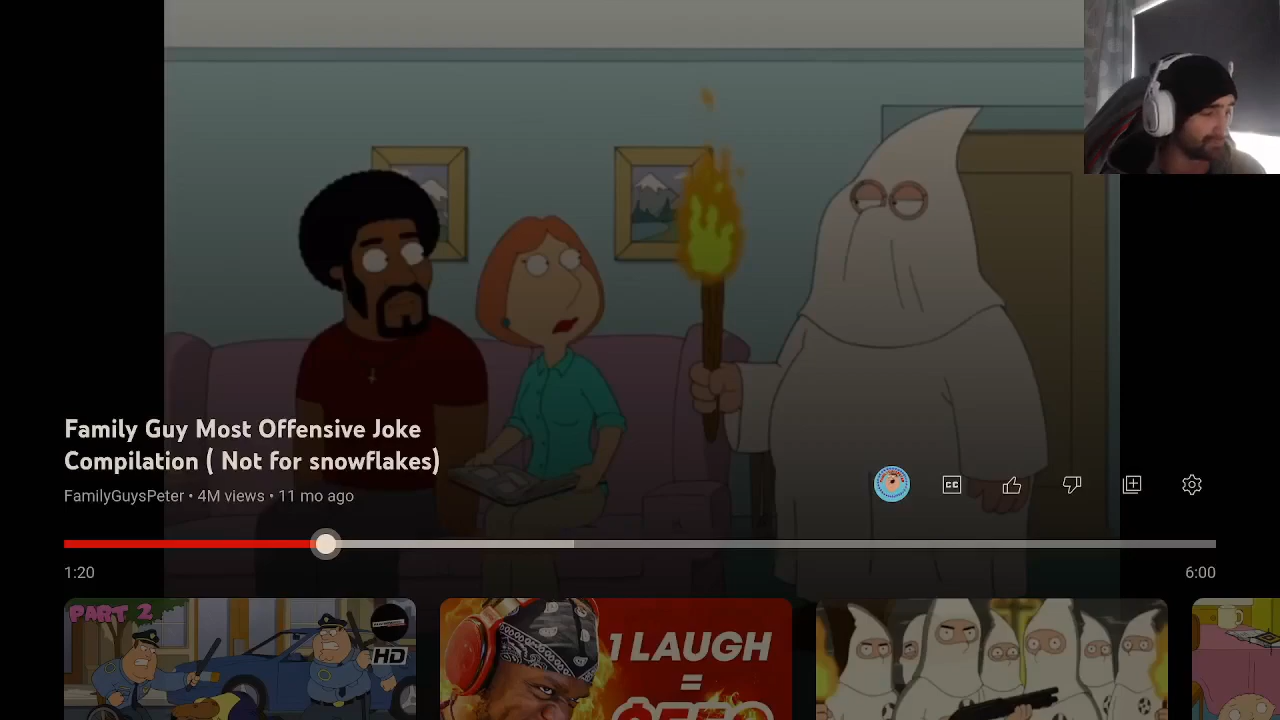 Family Guy Most Offensive Joke
Compilation ( Not for snowflakes)
FamilyGuysPeter • 4M views • 11 mo ago
CC
1:20
6:00
PART 2
HD
1 LAUGH
=